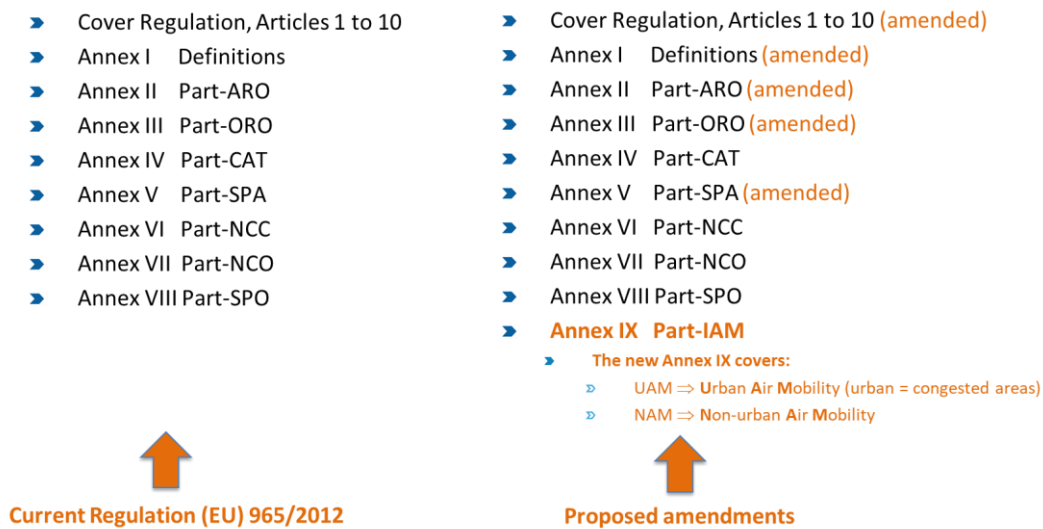 Cover Regulation, Articles 1 to 10
Annex I Definitions
Annex II Part-ARO
Annex III Part-ORO
Annex IV Part-CAT
Annex V Part-SPA
Annex VI Part-NCC
Annex VII Part-NCO
Annex VIII Part-SPO
Current Regulation (EU) 965/2012
Cover Regulation, Articles 1 to 10 (amended)
Annex I Definitions (amended)
Annex II Part-ARO (amended)
Annex III Part-ORO (amended)
Annex IV Part-CAT
Annex V Part-SPA (amended)
Annex VI Part-NCC
Annex VII Part-NCO
Annex VIII Part-SPO
Annex IX Part-IAM
The new Annex IX covers:
UAM ⇒ Urban Air Mobility (urban = congested areas)
NAM ⇒ Non-urban Air Mobility
Proposed amendments